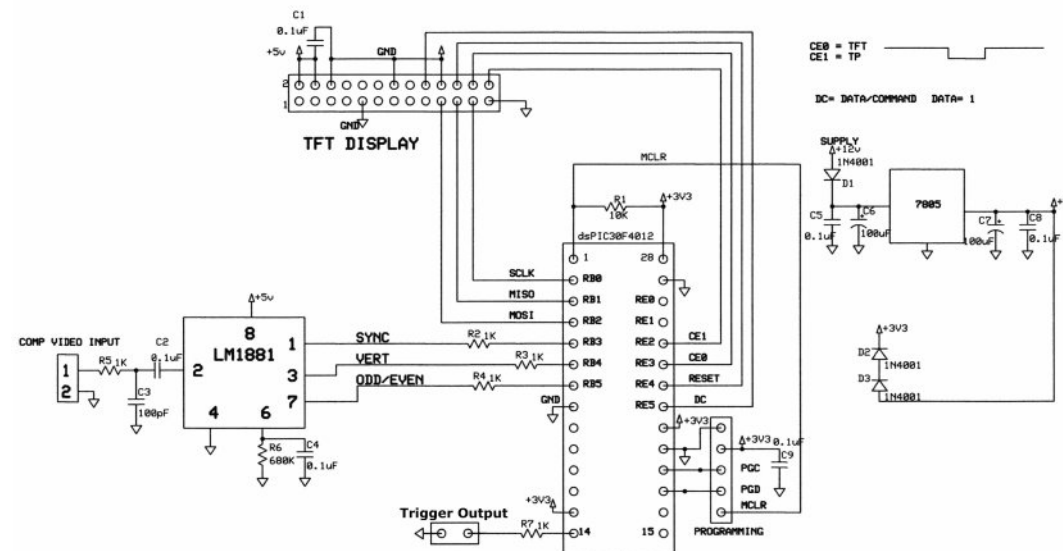 C1
0.1uF
+5v
GND
2
1
GND
TFT DISPLAY
CE0 = TFT
CE1 = TP
DC= DATA/COMMAND DATA= 1
SUPPLY
+12v
1N4001
D1
7805
C5
0.1uF
C6
100uF
C7
100uF
C8
0.1uF
+3V3
D2
1N4001
D3
1N4001
MCLR
R1
10K
+3V3
dsPIC30F4012
1
28
SCLK
RB0
MISO
RB1
RE0
MOSI
RB2
RE1
RB3
RE2
CE1
RB4
RE3
CE0
RB5
RE4
RESET
GND
RE5
DC
+3V3
+3V3
0.1uF
C9
PGC
PGD
MCLR
+3V3
14
15
PROGRAMMING
COMP VIDEO INPUT
1
2
R5 1K
C2
0.1uF
C3
100pF
+5v
8
LM1881
2
1
3
7
4
6
SYNC
VERT
ODD/EVEN
R2 1K
R3 1K
R4 1K
R6
680K
C4
0.1uF
Trigger Output
R7 1K